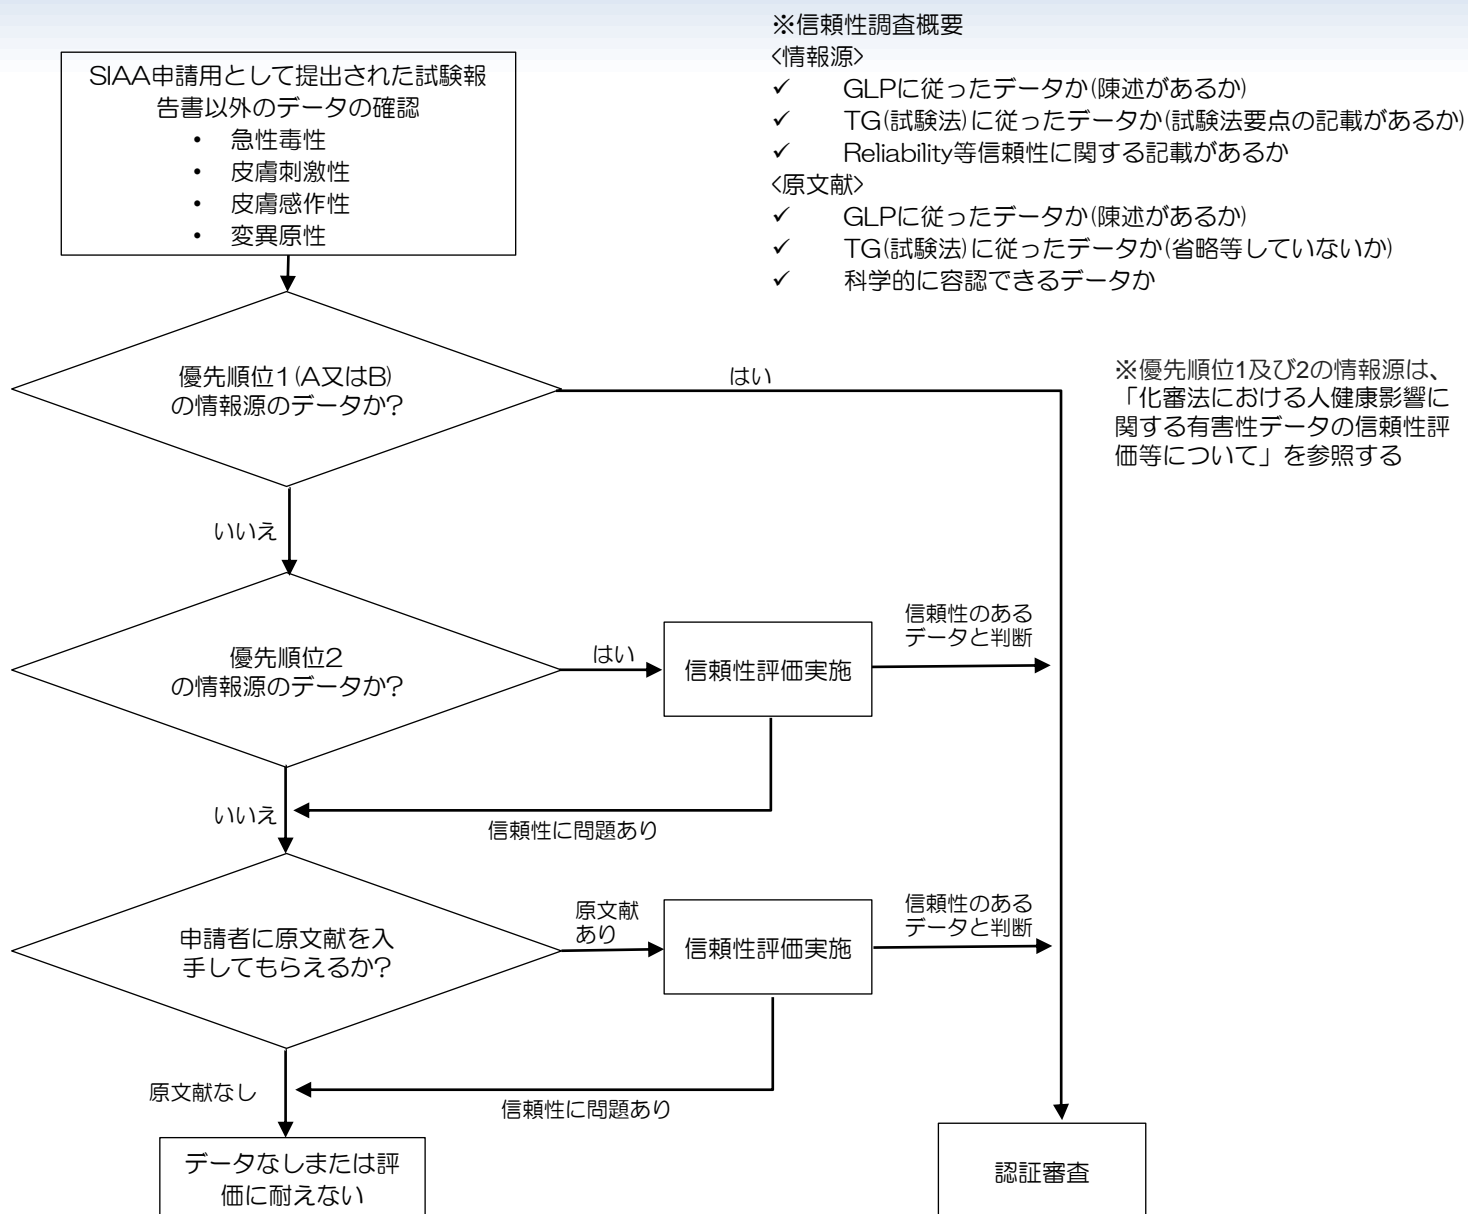 ※信頼性調査概要
<情報源>
✓ GLPに従ったデータか(陳述があるか)
✓ TG(試験法)に従ったデータか(試験法要点の記載があるか)
✓ Reliability等信頼性に関する記載があるか
<原文献>
✓ GLPに従ったデータか(陳述があるか)
✓ TG(試験法)に従ったデータか(省略等していないか)
✓ 科学的に容認できるデータか
SIAA申請用として提出された試験報
告書以外のデータの確認
• 急性毒性
• 皮膚刺激性
• 皮膚感作性
• 変異原性
優先順位1(A又はB)
の情報源のデータか?
はい
※優先順位1及び2の情報源は、
「化審法における人健康影響に
関する有害性データの信頼性評
価等について」を参照する
いいえ
優先順位2
の情報源のデータか?
はい
信頼性評価実施
信頼性のある
データと判断
いいえ
信頼性に問題あり
申請者に原文献を入
手してもらえるか?
原文献
あり
信頼性評価実施
信頼性のある
データと判断
原文献なし
信頼性に問題あり
データなしまたは評
価に耐えない
認証審査